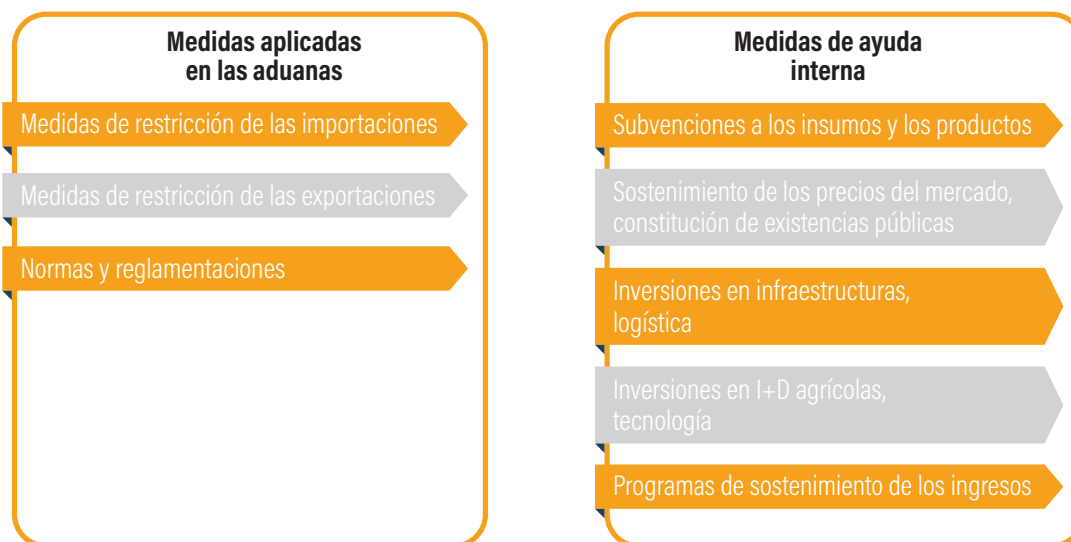 Medidas aplicadas
en las aduanas
Medidas de restricción de las importaciones
Medidas de restricción de las exportaciones
Normas y reglamentaciones
Medidas de ayuda
interna
Subvenciones a los insumos y los productos
Sostenimiento de los precios del mercado,
constitución de existencias públicas
Inversiones en infraestructuras,
logística
Inversiones en I+D agrícolas,
tecnología
Programas de sostenimiento de los ingresos